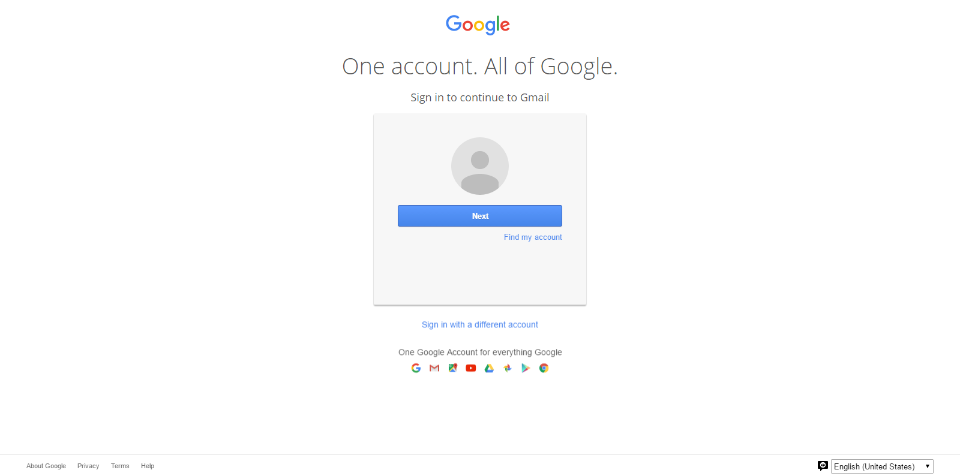 Google
One account. All of Google.
Sign in to continue to Gmail
Next
Find my account
Sign in with a different account
One Google Account for everything Google
About Google Privacy Terms Help English (United States)